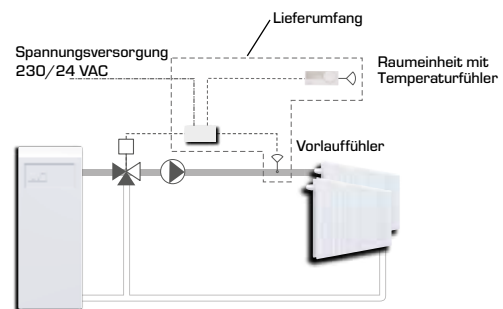 Lieferumfang
Spannungsversorgung
230/24 VAC
Raumeinheit mit
Temperaturfühler
Vorlauffühler